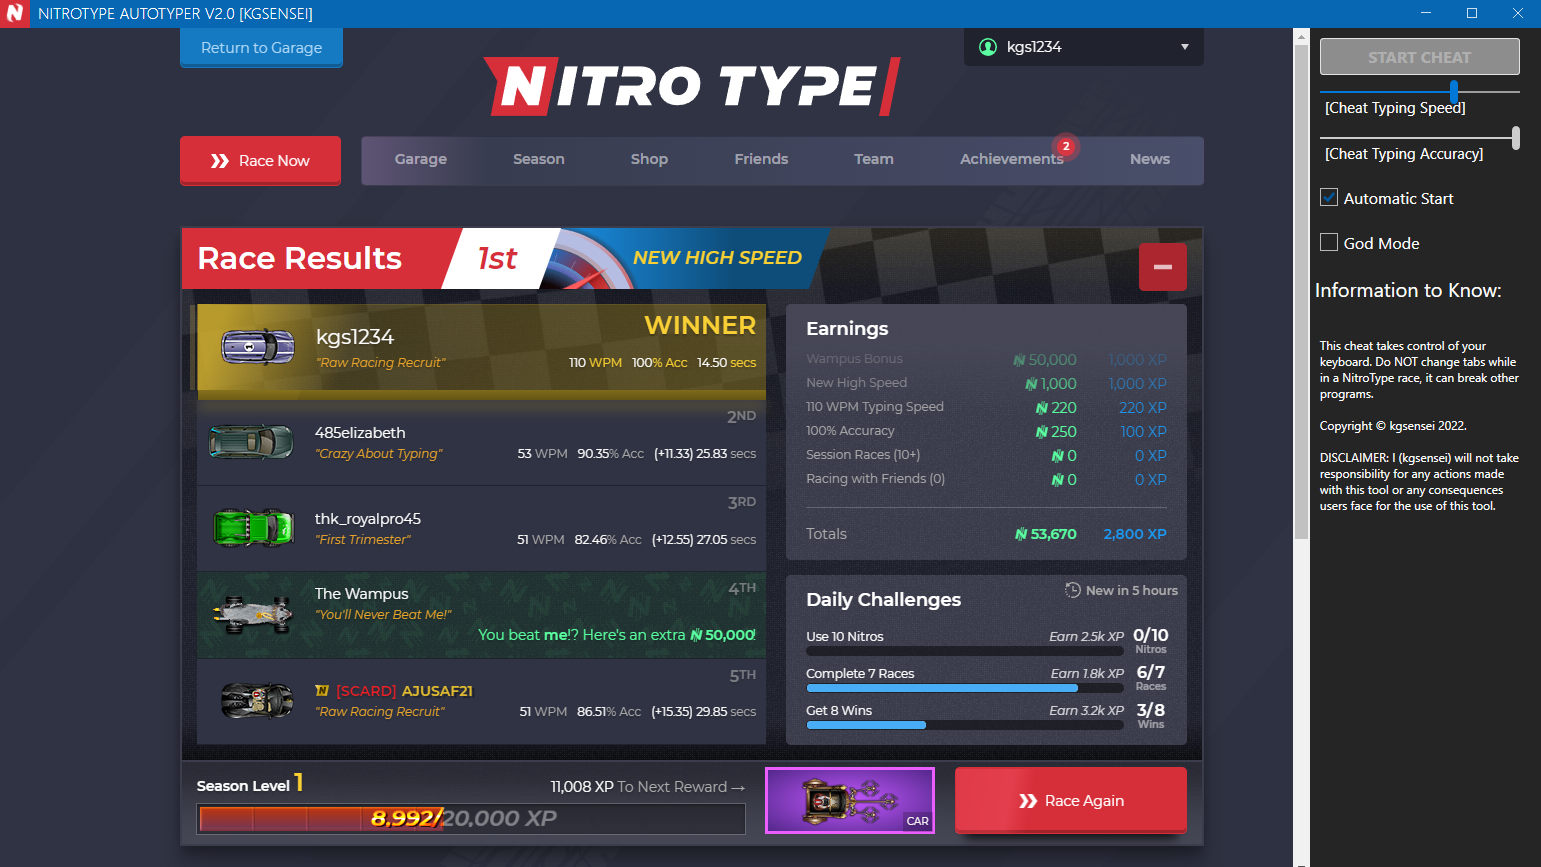 NITROTYPE AUTOTYPER V2.0 [KGSENSEI]
Return to Garage
kgs1234
NITRO TYPE
Race Now
Garage
Season
Shop
Friends
Team
Achievements
2
News
Race Results
1st
NEW HIGH SPEED
kgs1234
WINNER
"Raw Racing Recruit"
110 WPM 100% Acc 14.50 secs
2ND
485elizabeth
"Crazy About Typing"
53 WPM 90.35% Acc (+11.33) 25.83 secs
3RD
thk_royalpro45
"First Trimester"
51 WPM 82.46% Acc (+12.55) 27.05 secs
4TH
The Wampus
"You'll Never Beat Me!"
You beat me!? Here's an extra N 50,000!
5TH
N [SCARD] AJUSAF21
"Raw Racing Recruit"
51 WPM 86.51% Acc (+15.35) 29.85 secs
Earnings
Wampus Bonus N 50,000 1,000 XP
New High Speed N 1,000 1,000 XP
110 WPM Typing Speed N 220 220 XP
100% Accuracy N 250 100 XP
Session Races (10+) N 0 0 XP
Racing with Friends (0) N 0 0 XP
Totals N 53,670 2,800 XP
Daily Challenges
New in 5 hours
Use 10 Nitros Earn 2.5k XP 0/10
Nitros
Complete 7 Races Earn 1.8k XP 6/7
Races
Get 8 Wins Earn 3.2k XP 3/8
Wins
Season Level 1
11,008 XP To Next Reward →
8,992/20,000 XP
CAR
Race Again
START CHEAT
[Cheat Typing Speed]
[Cheat Typing Accuracy]
Automatic Start
God Mode
Information to Know:
This cheat takes control of your
keyboard. Do NOT change tabs while
in a NitroType race, it can break other
programs.
Copyright © kgsensei 2022.
DISCLAIMER: I (kgsensei) will not take
responsibility for any actions made
with this tool or any consequences
users face for the use of this tool.